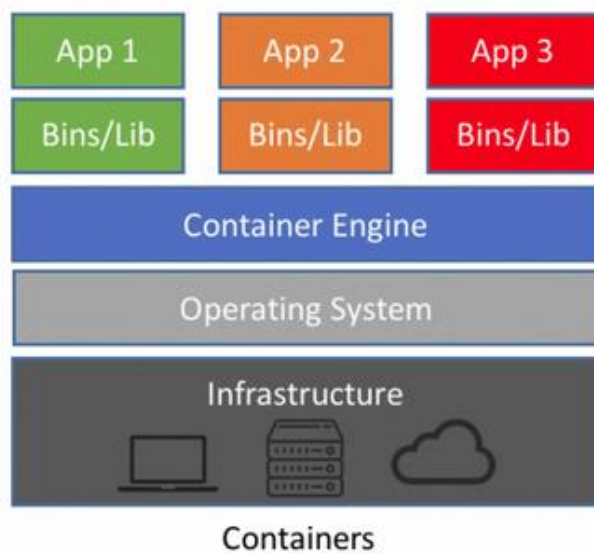 App 1 App 2 App 3
Bins/Lib Bins/Lib Bins/Lib
Container Engine
Operating System
Infrastructure
Containers